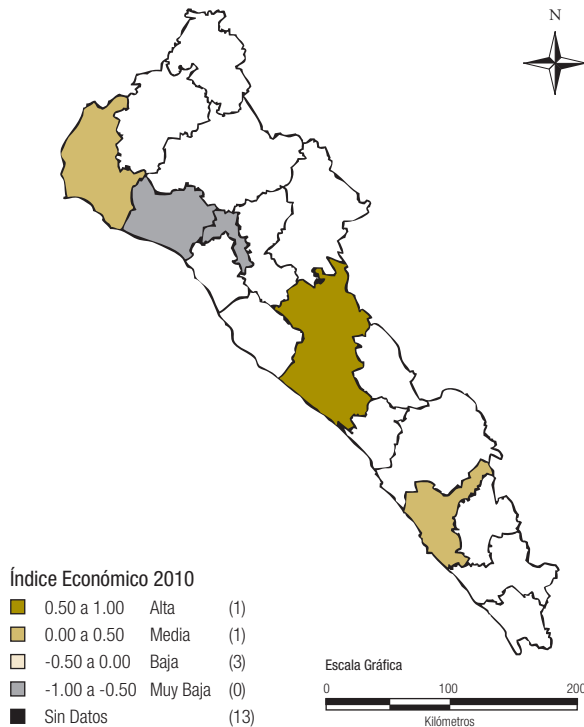 N
Índice Económico 2010
0.50 a 1.00 Alta (1)
0.00 a 0.50 Media (1)
-0.50 a 0.00 Baja (3)
-1.00 a -0.50 Muy Baja (0)
Sin Datos (13)
Escala Gráfica
0 100 200
Kilómetros